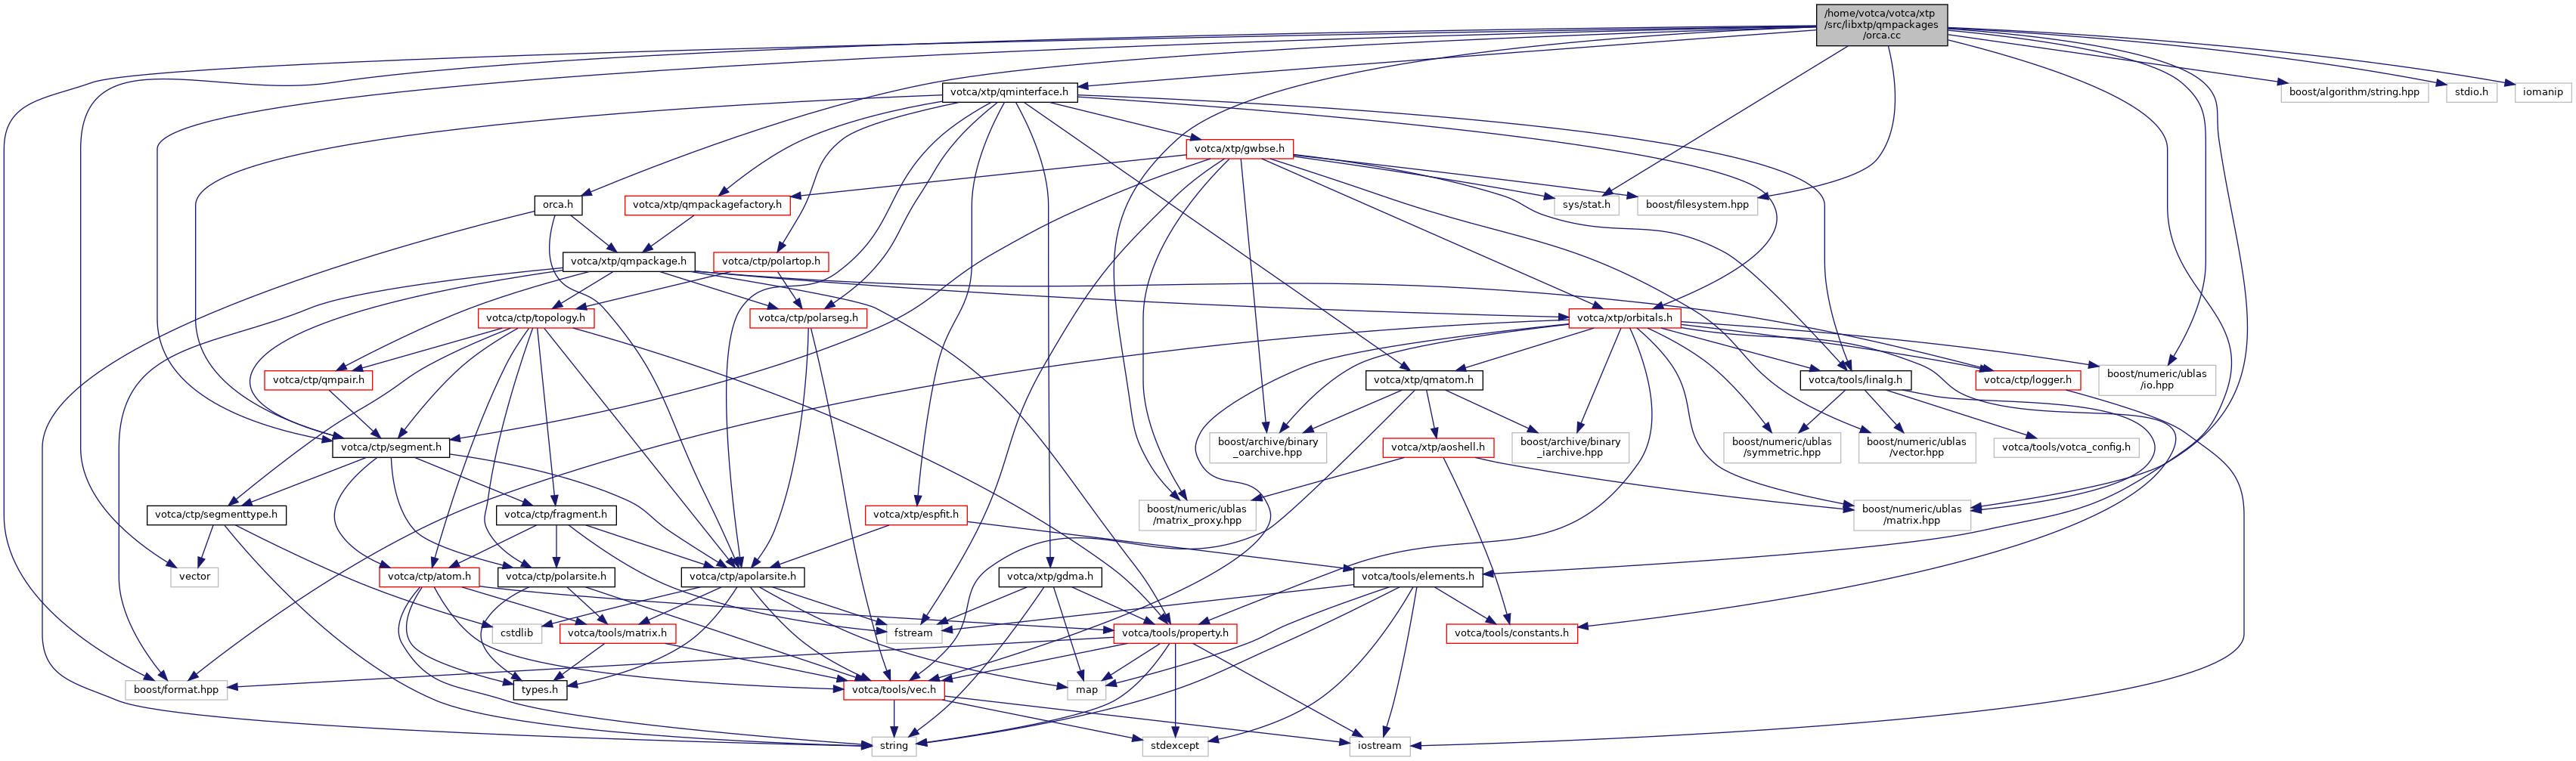 /home/votca/votca/xtp
/src/libxtp/qmpackages
/orca.cc
votca/xtp/qminterface.h
boost/algorithm/string.hpp
stdio.h
iomanip
votca/xtp/gwbse.h
orca.h
votca/xtp/qmpackagefactory.h
sys/stat.h
boost/filesystem.hpp
votca/xtp/qmpackage.h
votca/ctp/polartop.h
votca/ctp/topology.h
votca/ctp/polarseg.h
votca/xtp/orbitals.h
votca/ctp/qmpair.h
votca/xtp/qmatom.h
votca/tools/linalg.h
votca/ctp/logger.h
boost/numeric/ublas
/io.hpp
votca/ctp/segment.h
boost/archive/binary
_oarchive.hpp
votca/xtp/aoshell.h
boost/archive/binary
_iarchive.hpp
boost/numeric/ublas
/symmetric.hpp
boost/numeric/ublas
/vector.hpp
votca/tools/votca_config.h
votca/ctp/segmenttype.h
votca/ctp/fragment.h
votca/xtp/espfit.h
boost/numeric/ublas
/matrix_proxy.hpp
boost/numeric/ublas
/matrix.hpp
vector
votca/ctp/atom.h
votca/ctp/polarsite.h
votca/ctp/apolarsite.h
votca/xtp/gdma.h
votca/tools/elements.h
cstdlib
votca/tools/matrix.h
fstream
votca/tools/property.h
votca/tools/constants.h
boost/format.hpp
types.h
votca/tools/vec.h
map
string
stdexcept
iostream